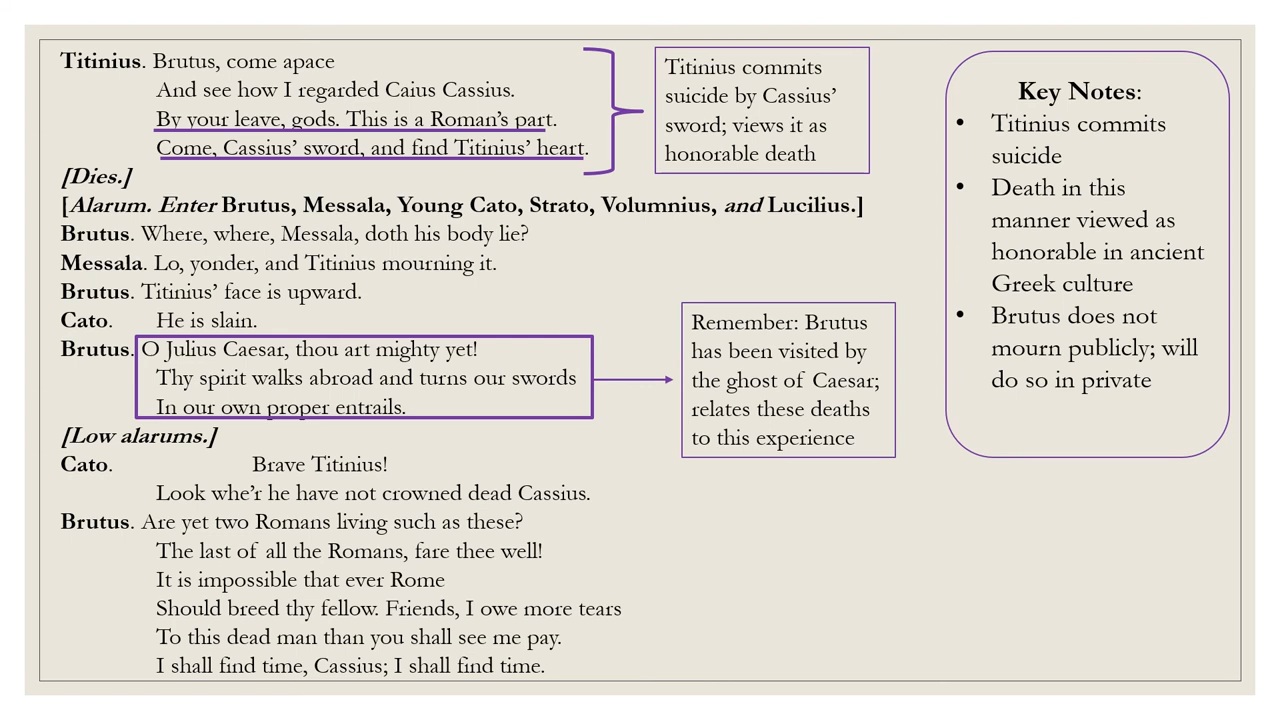 Titinius. Brutus, come apace
And see how I regarded Caius Cassius.
By your leave, gods. This is a Roman's part.
Come, Cassius' sword, and find Titinius' heart.
[Dies.]
[Alarum. Enter Brutus, Messala, Young Cato, Strato, Volumnius, and Lucilius.]
Brutus. Where, where, Messala, doth his body lie?
Messala. Lo, yonder, and Titinius mourning it.
Brutus. Titinius' face is upward.
Cato. He is slain.
Brutus. O Julius Caesar, thou art mighty yet!
Thy spirit walks abroad and turns our swords
In our own proper entrails.
[Low alarums.]
Cato. Brave Titinius!
Look whe'r he have not crowned dead Cassius.
Brutus. Are yet two Romans living such as these?
The last of all the Romans, fare thee well!
It is impossible that ever Rome
Should breed thy fellow. Friends, I owe more tears
To this dead man than you shall see me pay.
I shall find time, Cassius; I shall find time.
Titinius commits
suicide by Cassius'
sword; views it as
honorable death
Remember: Brutus
has been visited by
the ghost of Caesar;
relates these deaths
to this experience
Key Notes:
• Titinius commits
suicide
• Death in this
manner viewed as
honorable in ancient
Greek culture
• Brutus does not
mourn publicly; will
do so in private